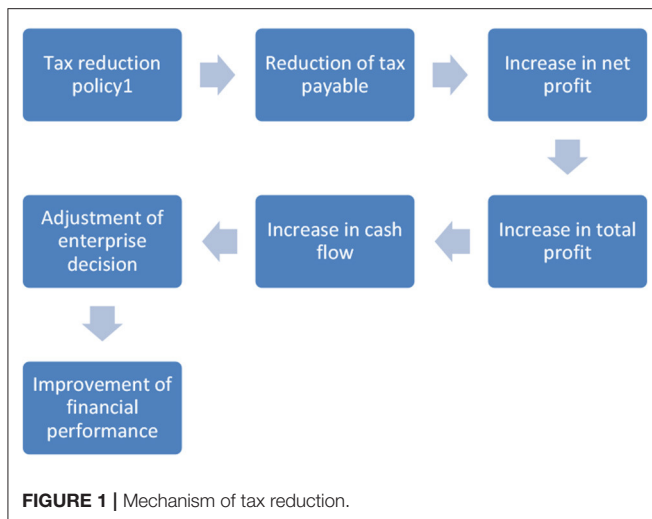 Tax reduction
policy1
Reduction of tax
payable
Increase in net
profit
Adjustment of
enterprise
decision
Increase in cash
flow
Increase in total
profit
Improvement of
financial
performance
FIGURE 1 | Mechanism of tax reduction.